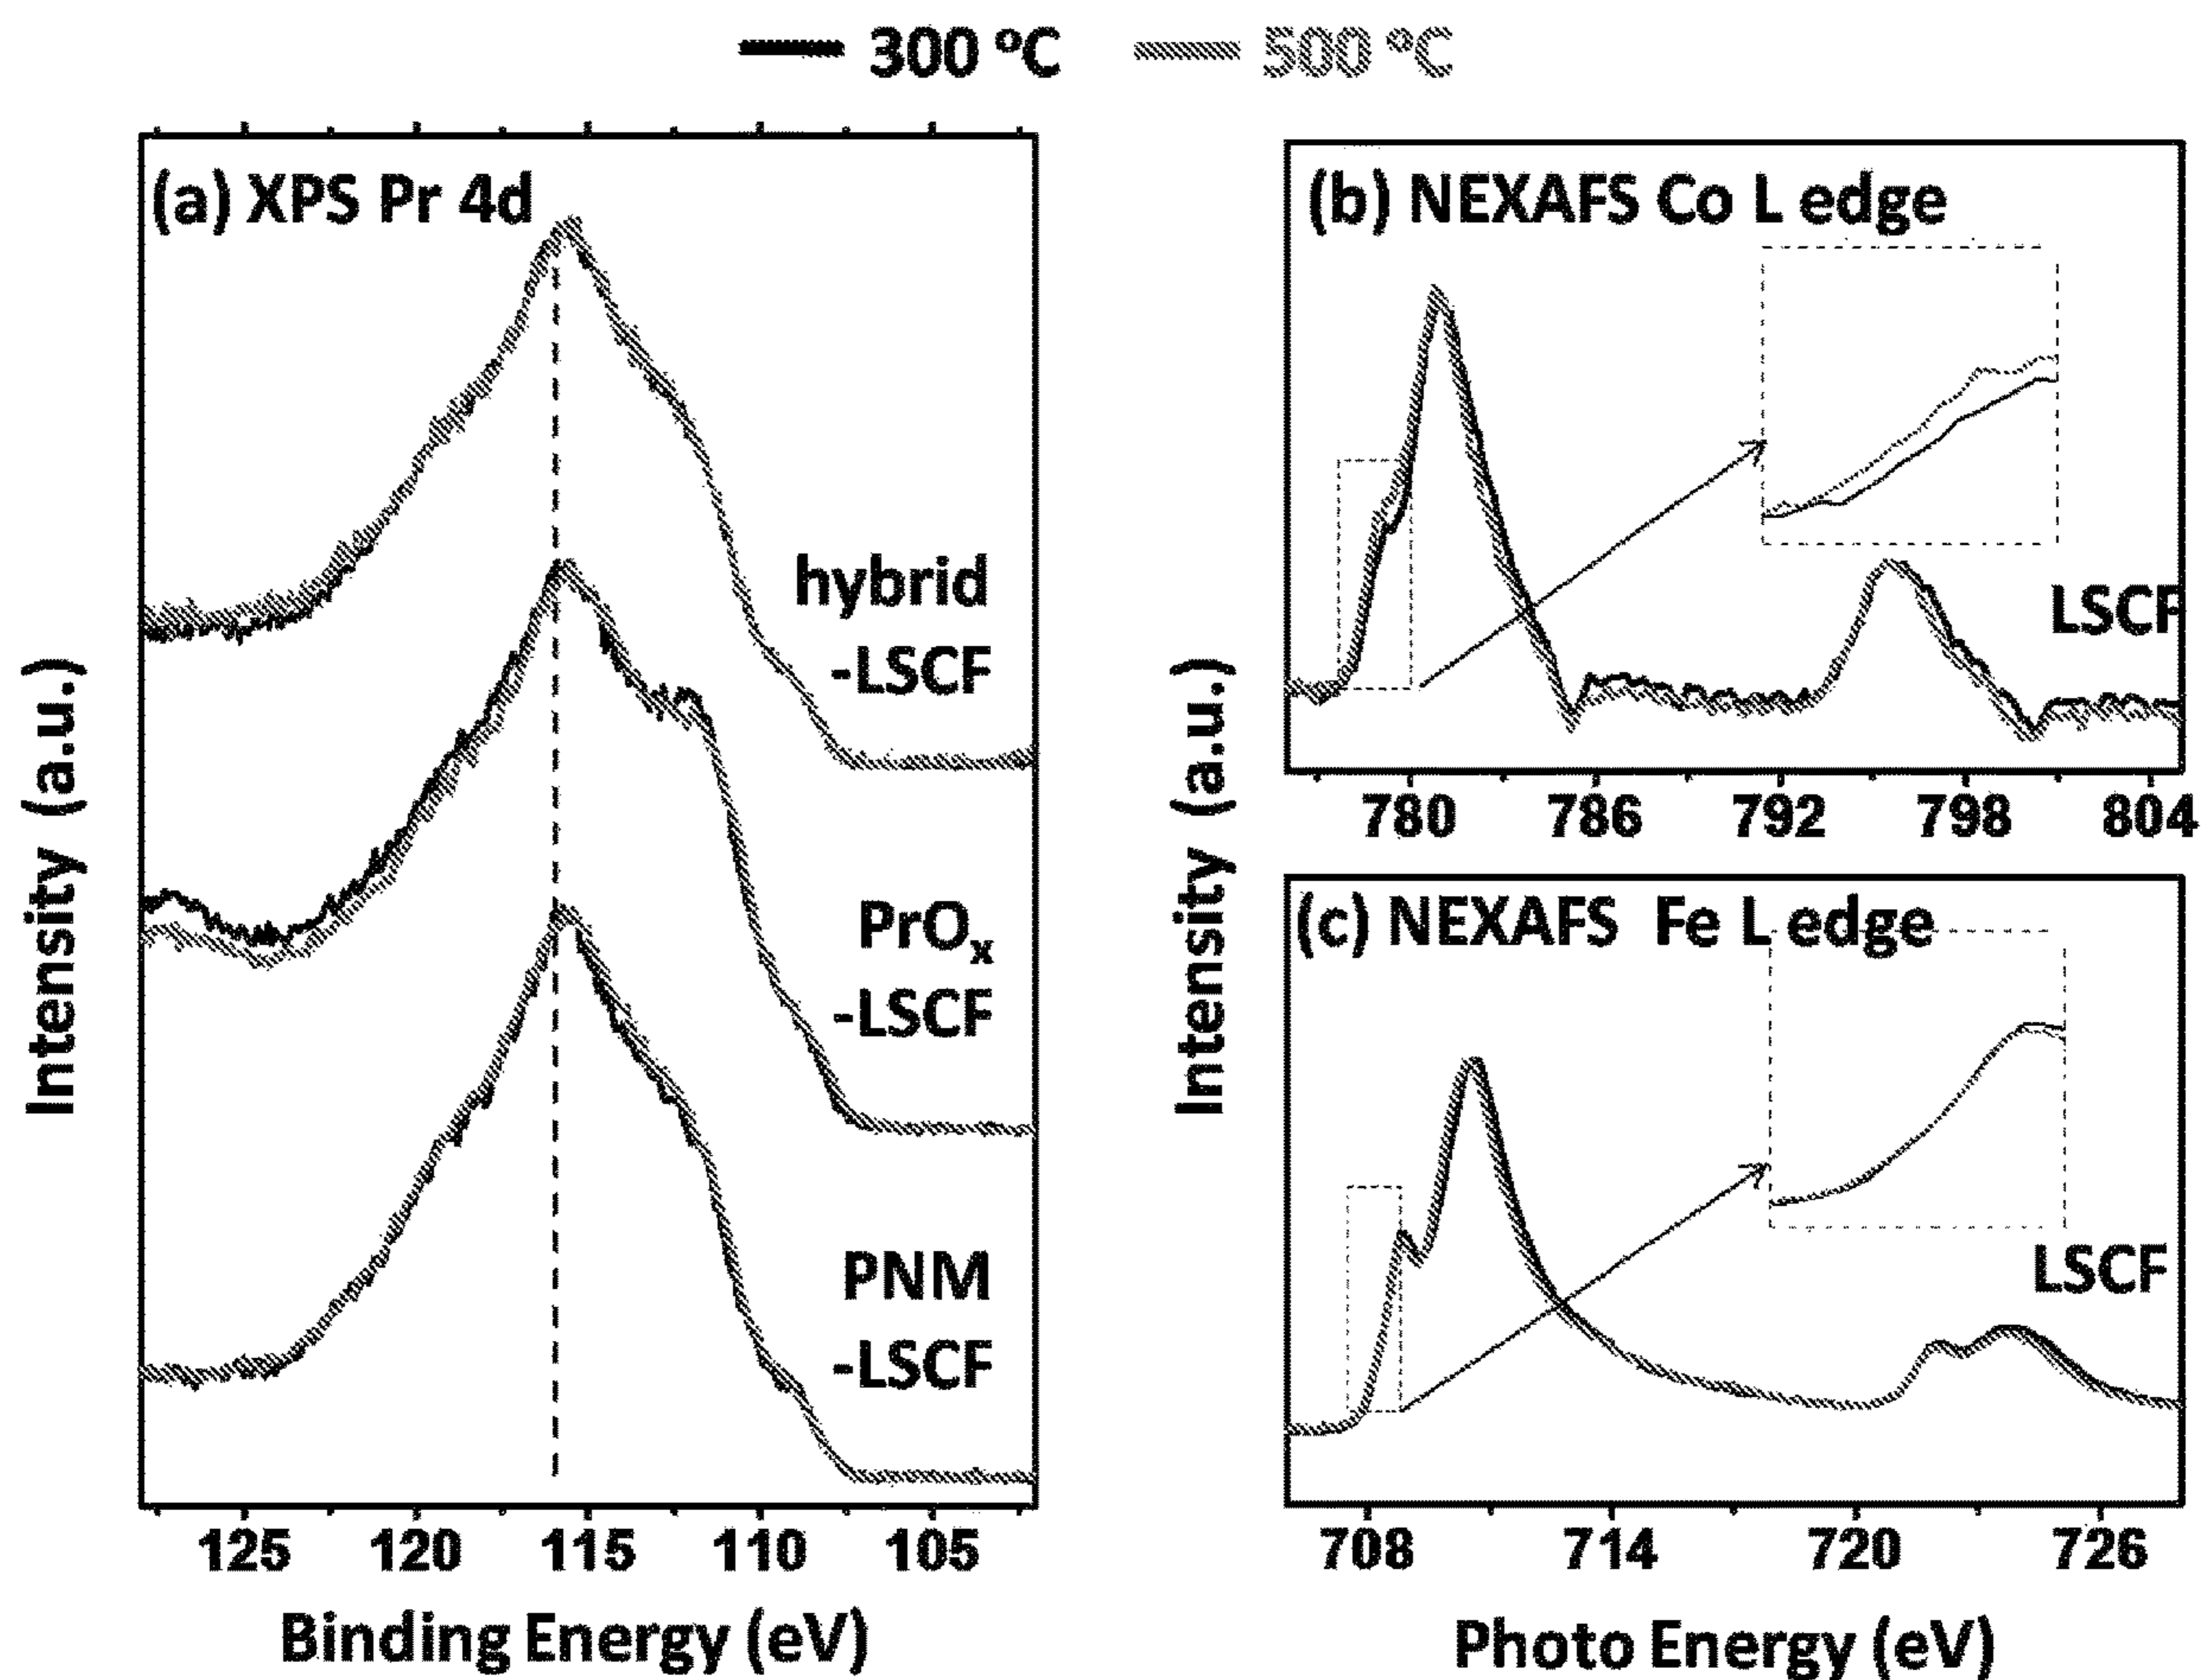 300 °C 500 °C
(a) XPS Pr 4d
hybrid
-LSCF
PrOₓ
-LSCF
PNM
-LSCF
Intensity (a.u.)
125 120 115 110 105
Binding Energy (eV)
(b) NEXAFS Co L edge
LSCF
780 786 792 798 804
Intensity (a.u.)
(c) NEXAFS Fe L edge
LSCF
708 714 720 726
Photo Energy (eV)